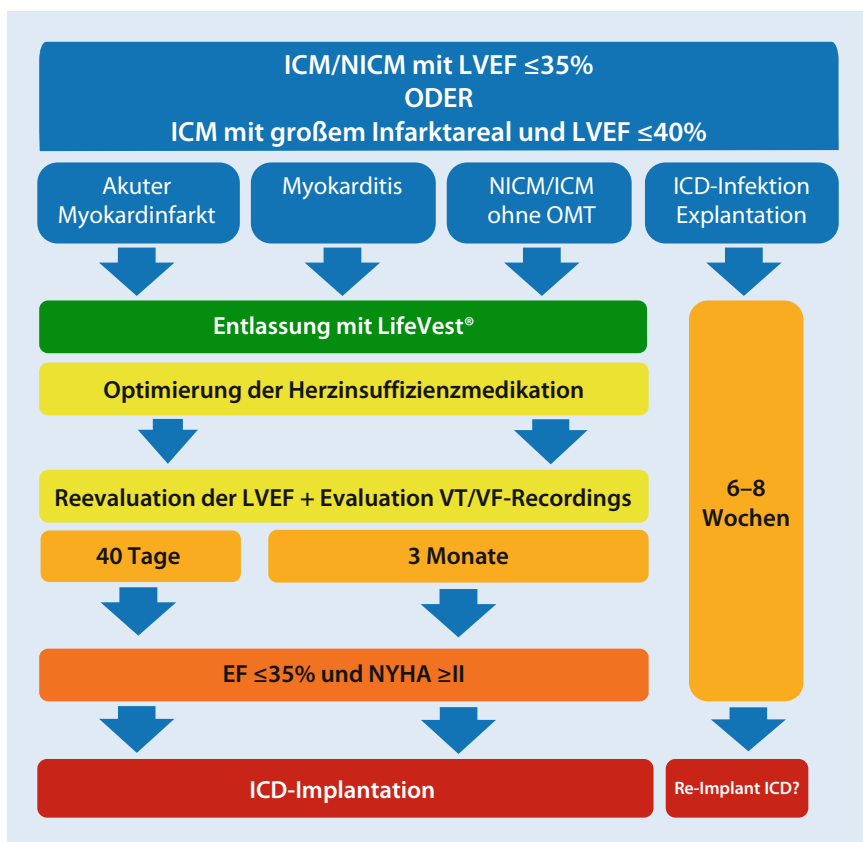 ICM/NICM mit LVEF ≤35%
ODER
ICM mit großem Infarktareal und LVEF ≤40%
Akuter
Myokardinfarkt
Myokarditis
NICM/ICM
ohne OMT
ICD-Infektion
Explantation
Entlassung mit LifeVest®
Optimierung der Herzinsuffizienzmedikation
Reevaluation der LVEF + Evaluation VT/VF-Recordings
40 Tage
3 Monate
6–8
Wochen
EF ≤35% und NYHA ≥II
ICD-Implantation
Re-Implant ICD?